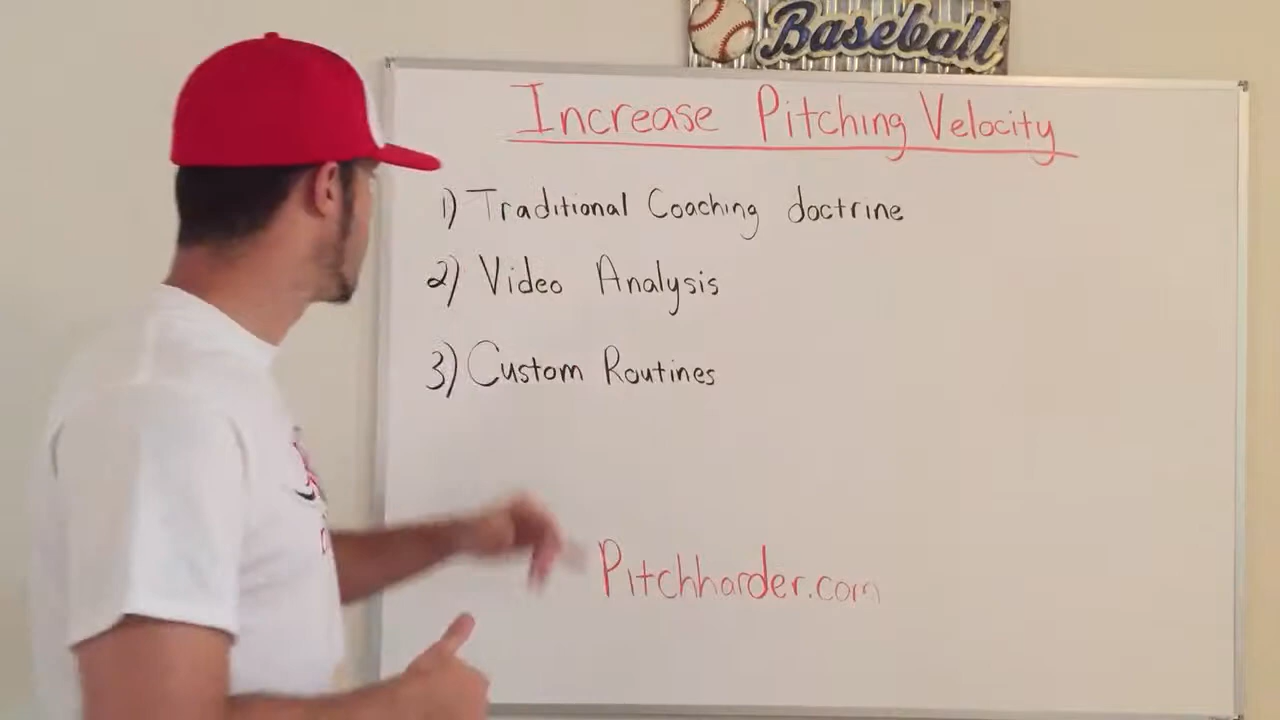 Baseball
Increase Pitching Velocity
1) Traditional Coaching doctrine
2) Video Analysis
3) Custom Routines
Pitchharder.com